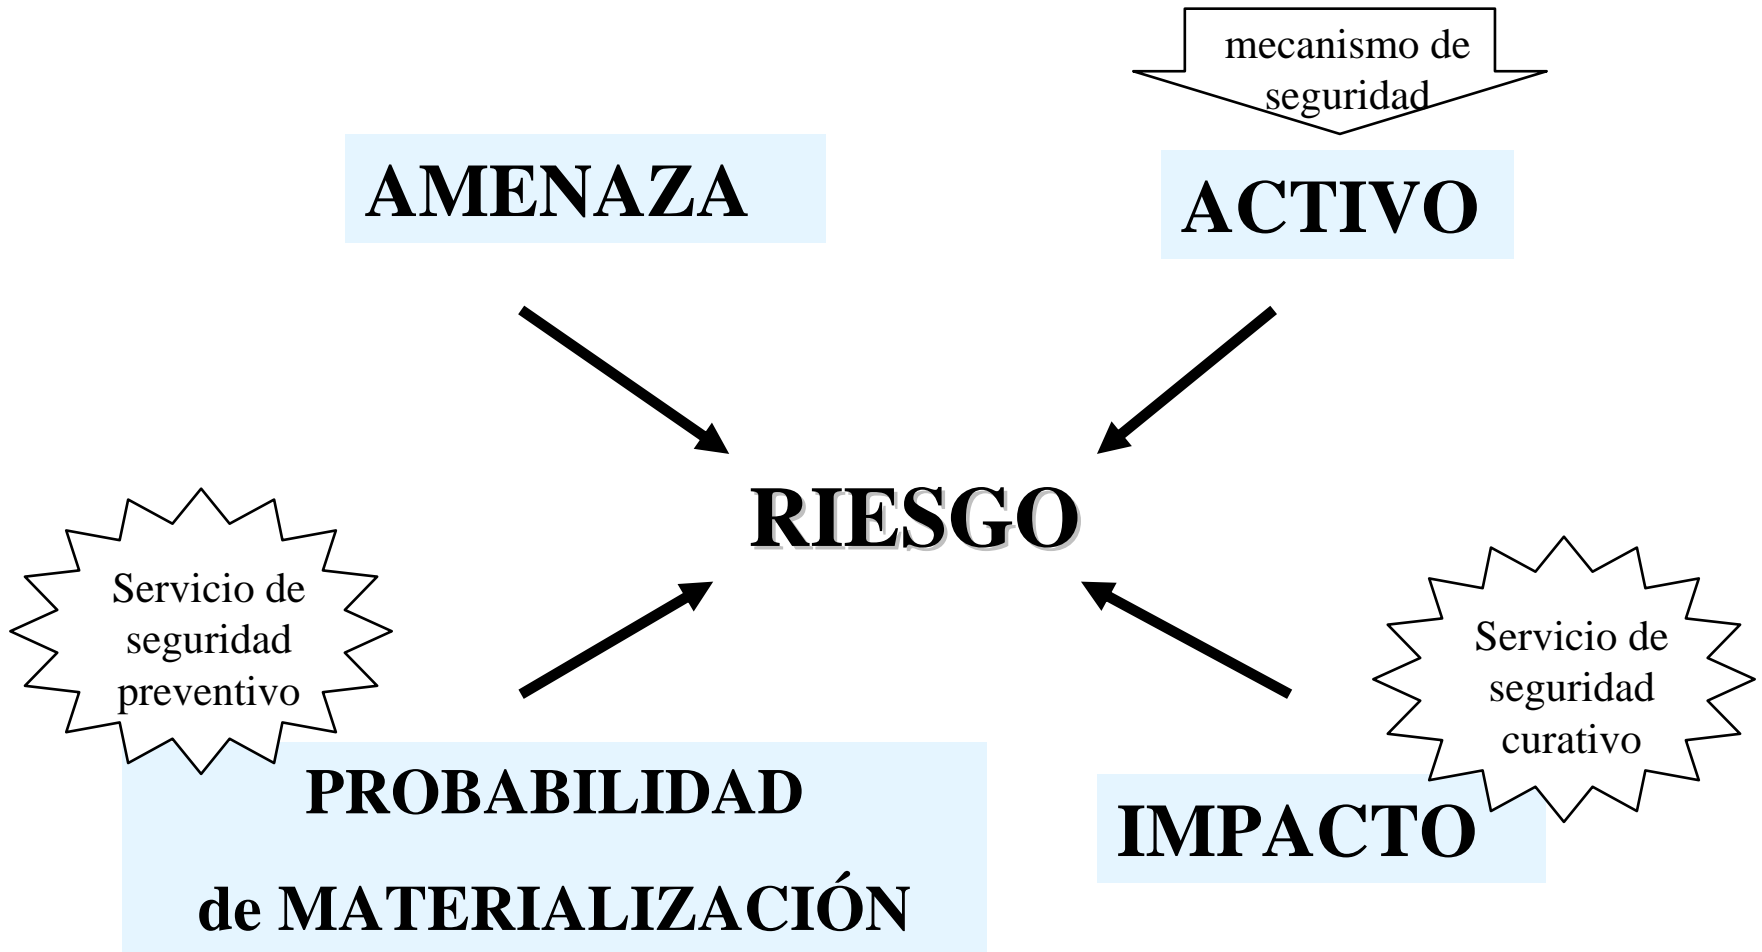 mecanismo de
seguridad
AMENAZA
ACTIVO
RIESGO
Servicio de
seguridad
preventivo
Servicio de
seguridad
curativo
PROBABILIDAD
de MATERIALIZACIÓN
IMPACTO